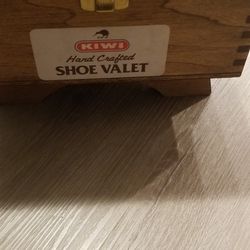 KIWI
Hand Crafted
SHOE VALET